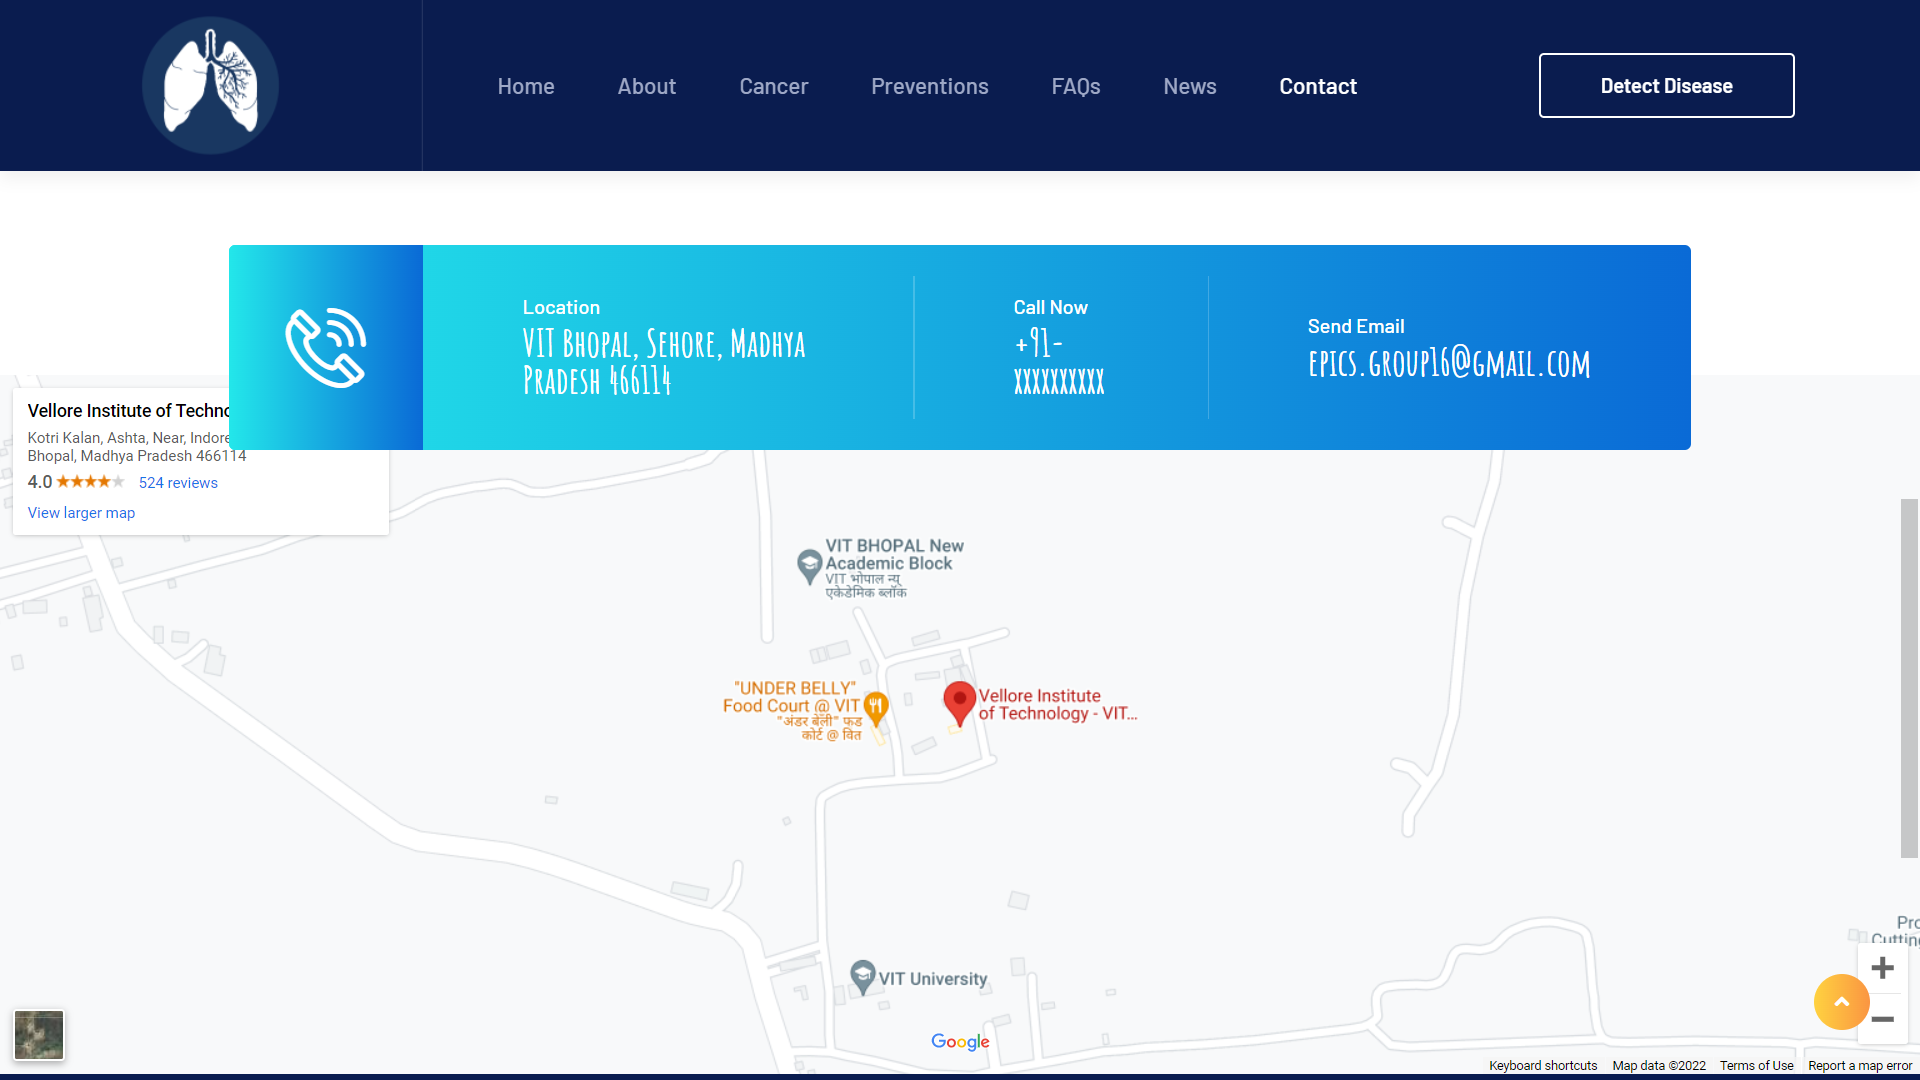 Home
About
Cancer
Preventions
FAQs
News
Contact
Detect Disease
Location
VIT Bhopal, Sehore, Madhya
Pradesh 466114
Call Now
+91-
XXXXXXXXXX
Send Email
epics.group16@gmail.com
Vellore Institute of
Kotri Kalan, Ashta, Near, Indore
Bhopal, Madhya Pradesh 466114
4.0
524 reviews
View larger map
VIT BHOPAL New
Academic Block
VIT भोपाल न्यू
एकेडेमिक ब्लॉक
"UNDER BELLY"
Food Court @ VIT
"अंडर बेली" फड
कोर्ट @ वित
Vellore Institute
of Technology - VIT...
VIT University
Google
Keyboard shortcuts
Map data ©2022
Terms of Use
Report a map error